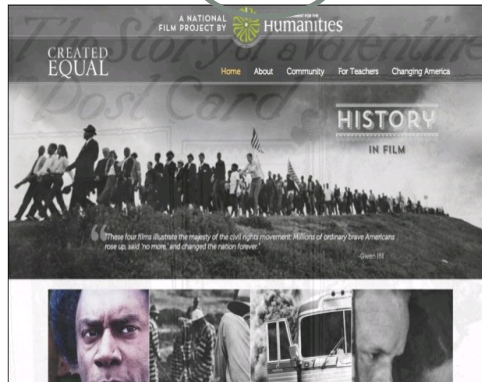 A NATIONAL
FILM PROJECT BY
FOR THE
Humanities
CREATED
EQUAL
Home About Community For Teachers Changing America
The Story of a Valentine
Post Card
HISTORY
IN FILM
“These four films illustrate the majesty of the civil rights movement: Millions of ordinary brave Americans
rose up, said 'no more,' and changed the nation forever.”
-Gwen Ifill